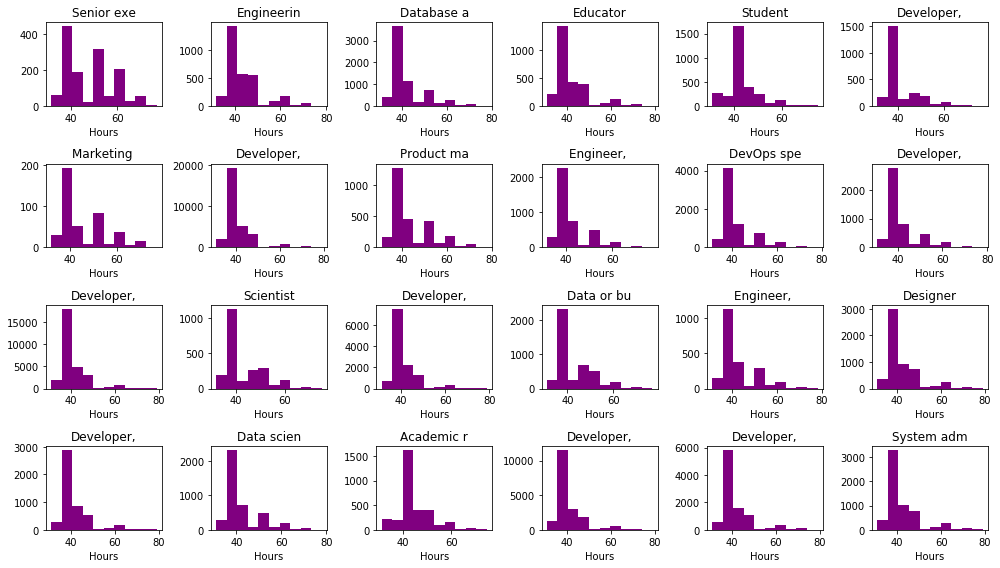 Senior exe
400
200
0
40 60
Hours
Engineerin
1000
500
0
40 60 80
Hours
Database a
3000
2000
1000
0
40 60 80
Hours
Educator
1000
500
0
40 60 80
Hours
Student
1500
1000
500
0
40 60
Hours
Developer,
1500
1000
500
0
40 60
Hours
Marketing
200
100
0
40 60
Hours
Developer,
20000
10000
0
40 60 80
Hours
Product ma
1000
500
0
40 60 80
Hours
Engineer,
2000
1000
0
40 60 80
Hours
DevOps spe
4000
2000
0
40 60 80
Hours
Developer,
2000
1000
0
40 60 80
Hours
Developer,
15000
10000
5000
0
40 60 80
Hours
Scientist
1000
500
0
40 60
Hours
Developer,
6000
4000
2000
0
40 60 80
Hours
Data or bu
2000
1000
0
40 60
Hours
Engineer,
1000
500
0
40 60 80
Hours
Designer
3000
2000
1000
0
40 60 80
Hours
Developer,
3000
2000
1000
0
40 60 80
Hours
Data scien
2000
1000
0
40 60 80
Hours
Academic r
1500
1000
500
0
40 60
Hours
Developer,
10000
5000
0
40 60 80
Hours
Developer,
6000
4000
2000
0
40 60 80
Hours
System adm
3000
2000
1000
0
40 60 80
Hours